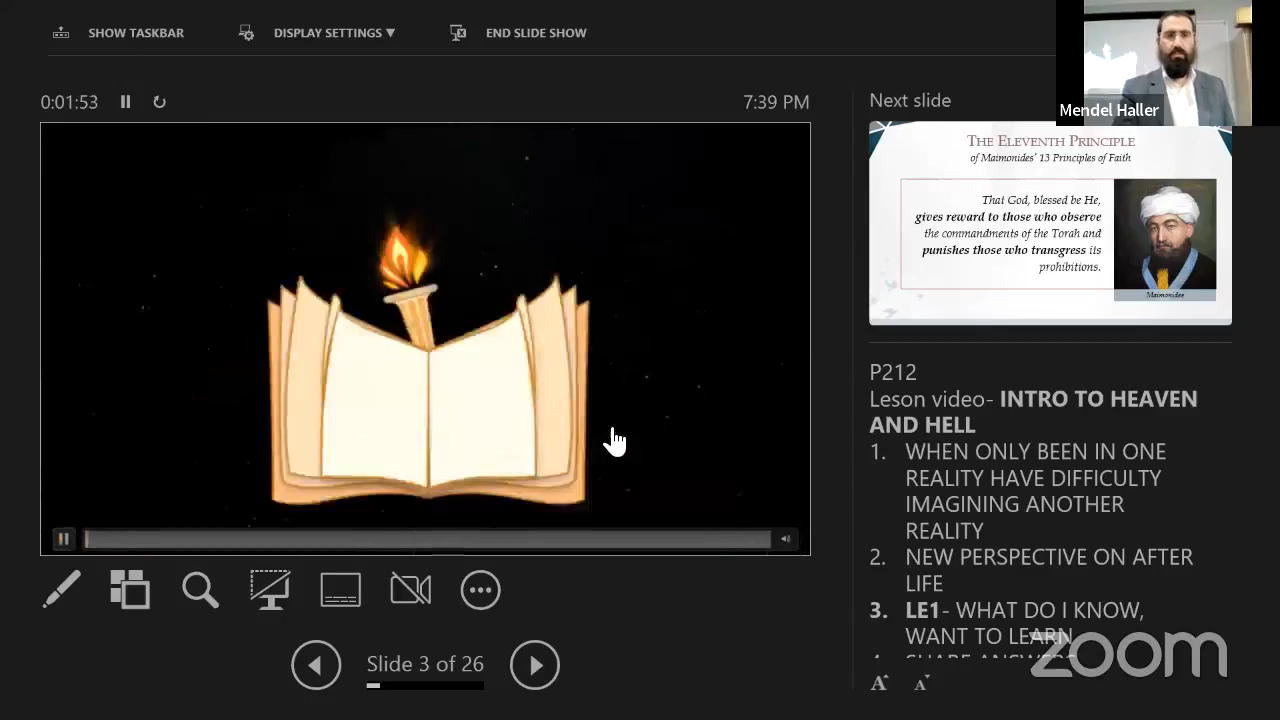 SHOW TASKBAR
DISPLAY SETTINGS ▼
END SLIDE SHOW
Mendel Haller
0:01:53
7:39 PM
Next slide
THE ELEVENTH PRINCIPLE
of Maimonides' 13 Principles of Faith
That God, blessed be He,
gives reward to those who observe
the commandments of the Torah and
punishes those who transgress its
prohibitions.
Maimonides
P212
Leson video- INTRO TO HEAVEN
AND HELL
1. WHEN ONLY BEEN IN ONE
REALITY HAVE DIFFICULTY
IMAGINING ANOTHER
REALITY
2. NEW PERSPECTIVE ON AFTER
LIFE
3. LE1- WHAT DO I KNOW,
WANT TO LEARN
4. SHARE ANSWERS
Slide 3 of 26
A A
zoom